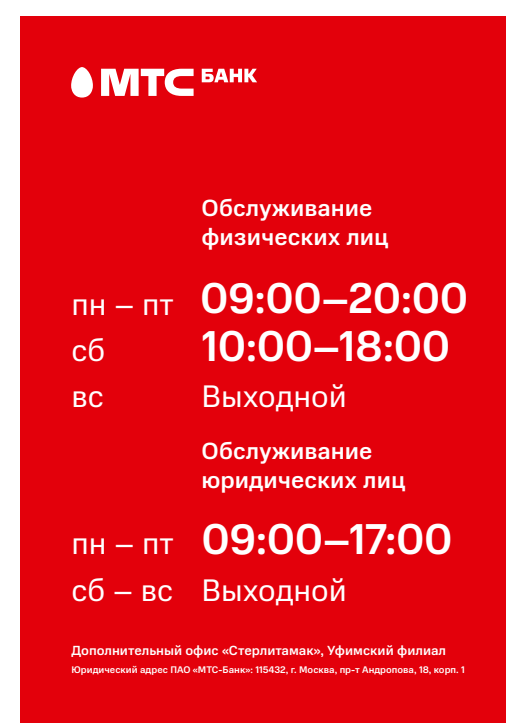 МТС БАНК
Обслуживание
физических лиц
пн – пт 09:00–20:00
сб 10:00–18:00
вс Выходной
Обслуживание
юридических лиц
пн – пт 09:00–17:00
сб – вс Выходной
Дополнительный офис «Стерлитамак», Уфимский филиал
Юридический адрес ПАО «МТС-Банк»: 115432, г. Москва, пр-т Андропова, 18, корп. 1